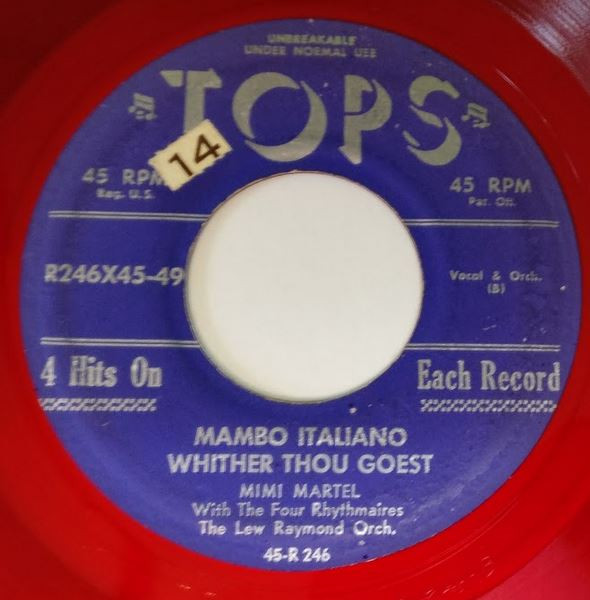 UNBREAKABLE
UNDER NORMAL USE
TOPS
14
45 RPM
Reg. U.S.
45 RPM
Pat. Off.
R246X45-49
Vocal & Orch.
(B)
4 Hits On
Each Record
MAMBO ITALIANO
WHITHER THOU GOEST
MIMI MARTEL
With The Four Rhythmaires
The Lew Raymond Orch.
45-R 246